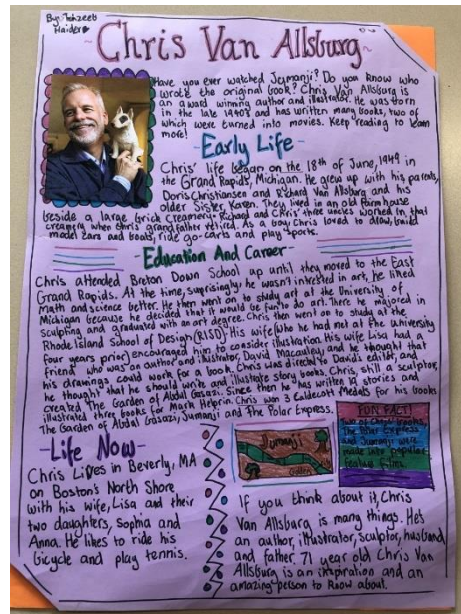 By: Tahzeeb
Haider
~Chris Van Allsburg~
Have you ever watched Jumanji? Do you know who
wrote the original book? Chris Van Allsburg is
an award winning author and illustrator. He was born
in the late 1940s and has written many books, two of
which were turned into movies. Keep reading to learn
more!
-Early Life-
Chris' life began on the 18th of June, 1949 in
the Grand Rapids, Michigan. He grew up with his parents,
Doris Christiansen and Richard Van Allsburg and his
older Sister, Karen. They lived in an old farm house
beside a large brick creamery. Richard and Chris' three uncles worked in that
creamery when Chris' grandfather retired. As a boy Chris loved to draw, build
model cars and boats, ride go-carts and play sports.
-Education And Career-
Chris attended Breton Down School up until they moved to the East
Grand Rapids. At the time, surprisingly he wasn't interested in art, he liked
Math and science better. He then went on to study art at the University of
Michigan because he decided that it would be fun to do art. There he majored in
sculpting and graduated with an art degree. Chris then went on to study at the
Rhode Island School of Design (RISD). His wife (who he had met at the university
four years prior) encouraged him to consider illustration. His wife Lisa had a
friend who was an author and illustrator, David Macauley and he thought that
his drawings could work for a book. Chris was directed to David's editor, and
he thought that he should write and illustrate story books. Chris, still a sculptor,
created The Garden of Abdul Gasazi. Since then he has written 19 stories and
illustrated three books for Mark Helprin. Chris won 3 Caldecott Medals for his books
The Garden of Abdul Gasazi, Jumanji and The Polar Express.
-Life Now-
Chris Lives in Beverly, MA
on Boston's North Shore
with his wife, Lisa and their
two daughters, Sophia and
Anna. He likes to ride his
bicycle and play tennis.
Jumanji
FUN FACT!
Two of Chris' books,
The Polar Express
and Jumanji were
made into popular
feature films.
If you think about it, Chris
Van Allsburg is many things. He's
an author, illustrator, sculptor, husband
and father. 71 year old Chris Van
Allsburg is an inspiration and an
amazing person to know about.